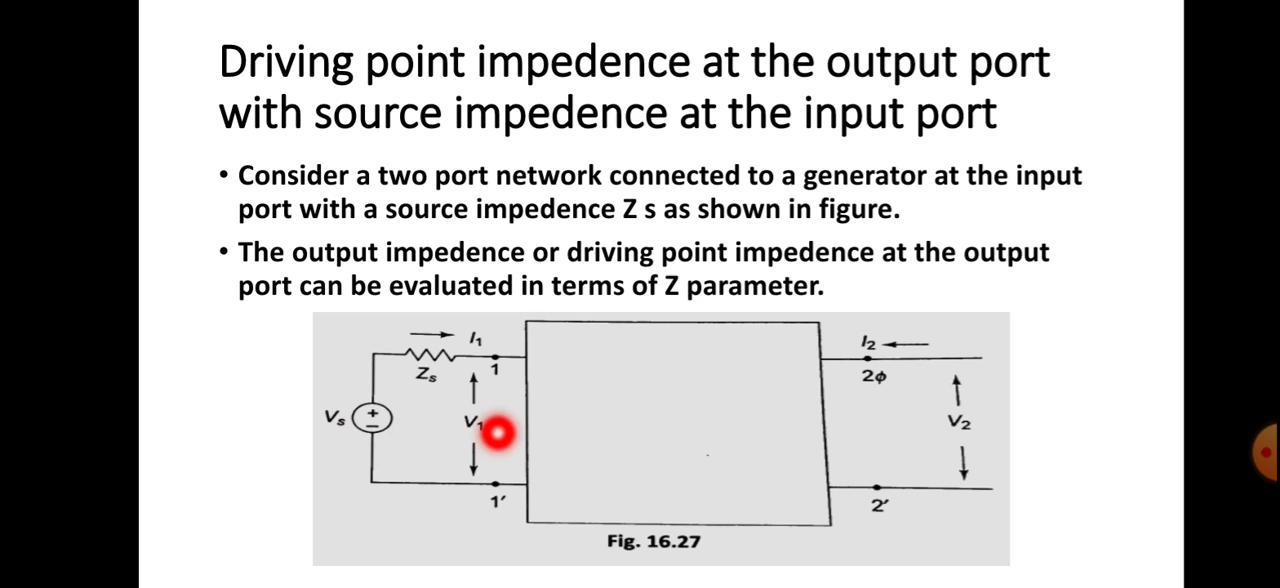 Driving point impedence at the output port
with source impedence at the input port
• Consider a two port network connected to a generator at the input
port with a source impedence Z s as shown in figure.
• The output impedence or driving point impedence at the output
port can be evaluated in terms of Z parameter.
I₁
I₂
Zₛ
1
2ϕ
Vₛ
+
−
V₁
V₂
1′
2′
Fig. 16.27